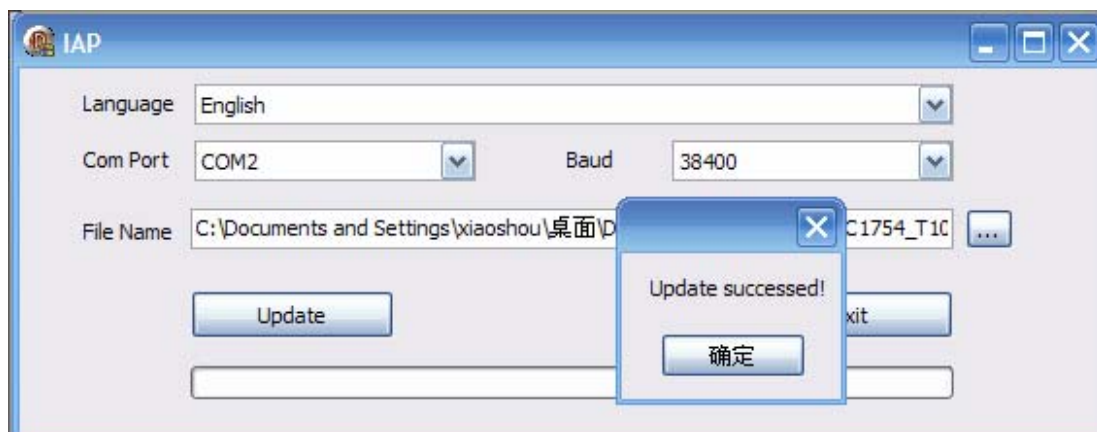 IAP
Language English
Com Port COM2 Baud 38400
File Name C:\Documents and Settings\xiaoshou\桌面\D C1754_T10 ...
Update successed!
Update xit
确定